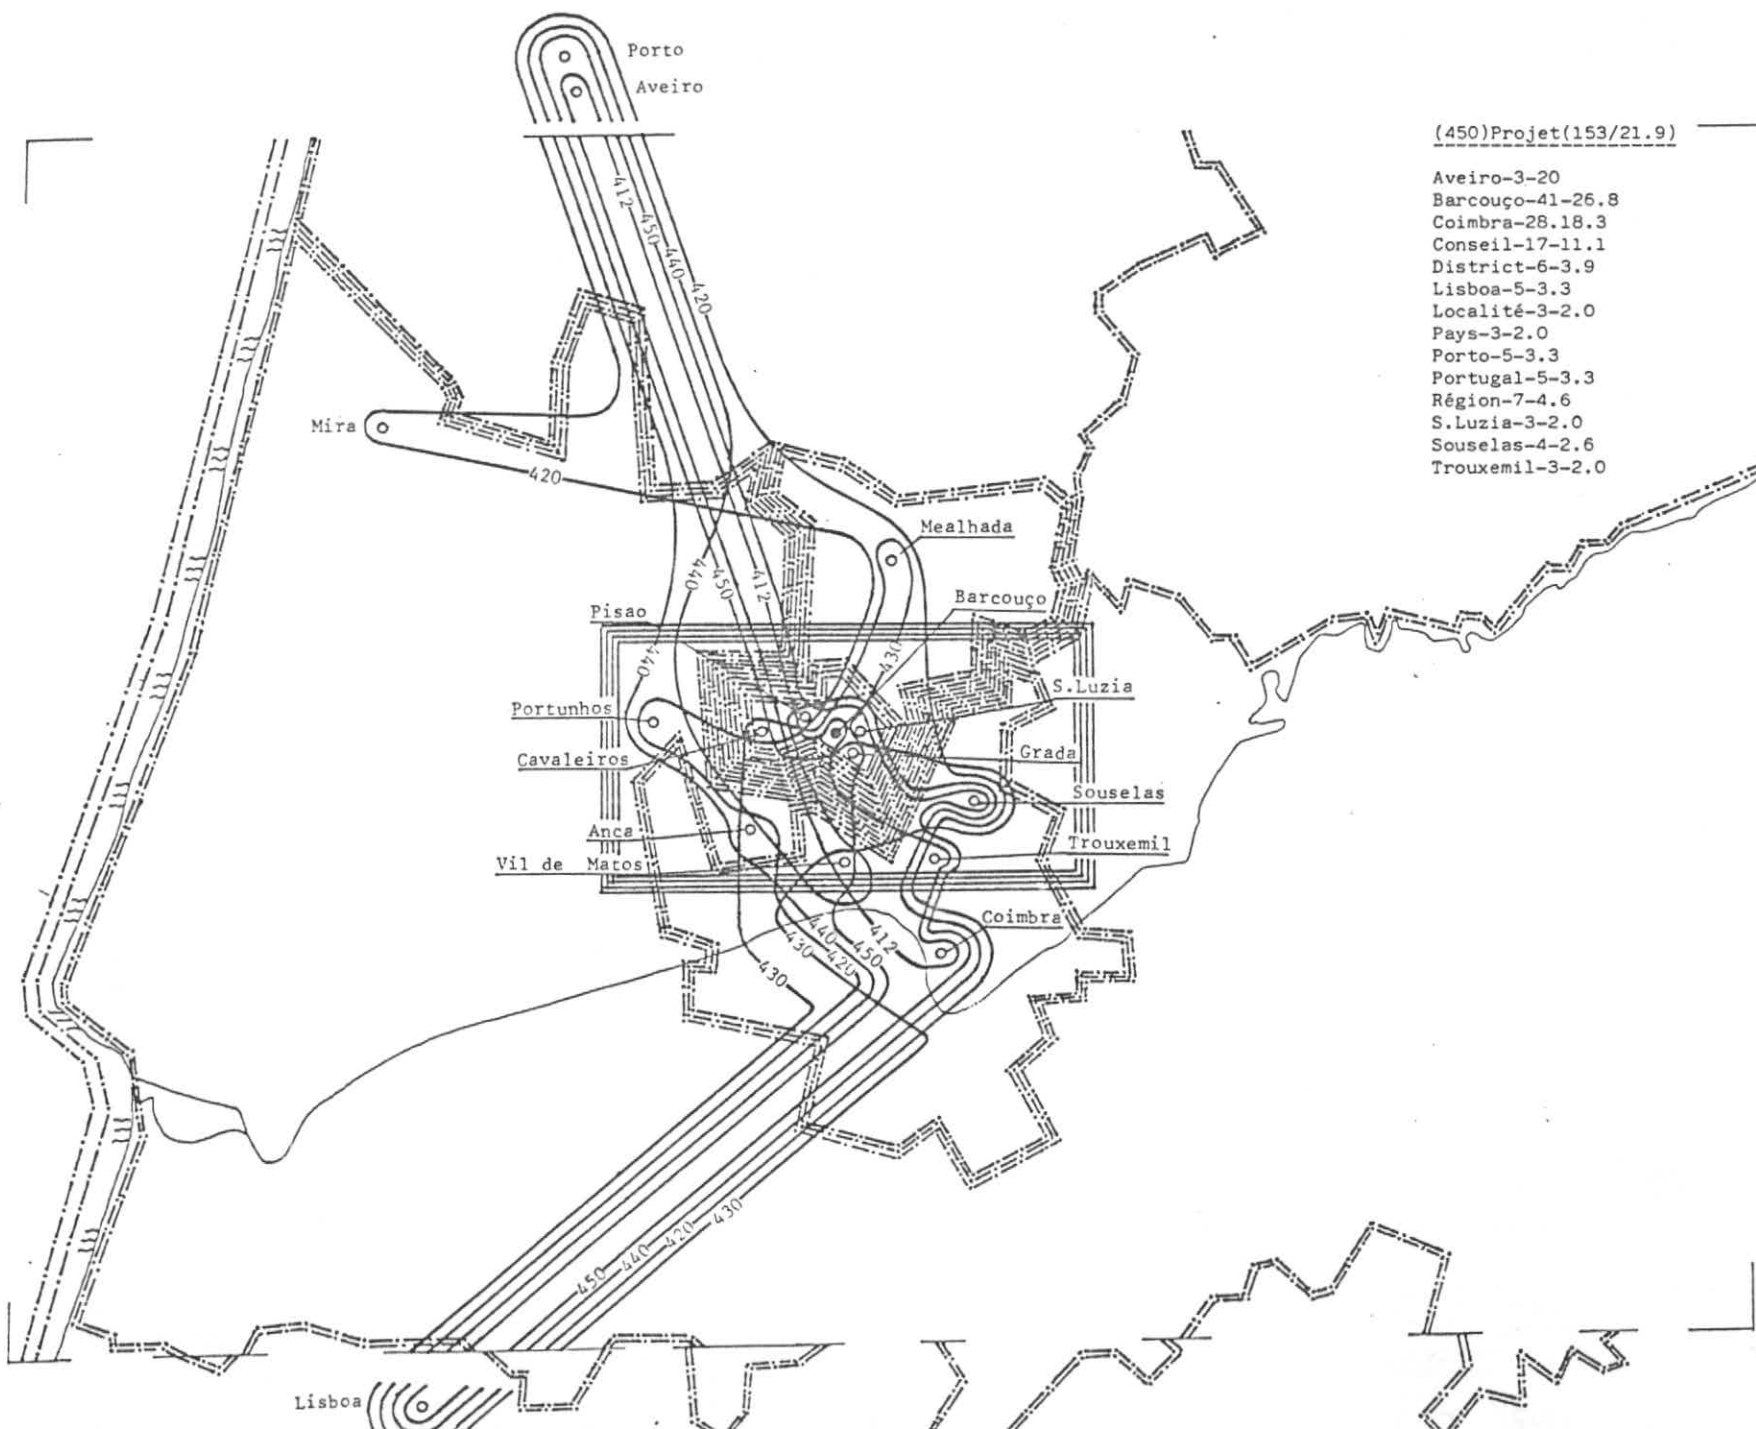 Porto
Aveiro
(450)Projet(153/21.9)
Aveiro-3-20
Barcouço-41-26.8
Coimbra-28.18.3
Conseil-17-11.1
District-6-3.9
Lisboa-5-3.3
Localité-3-2.0
Pays-3-2.0
Porto-5-3.3
Portugal-5-3.3
Région-7-4.6
S.Luzia-3-2.0
Souselas-4-2.6
Trouxemil-3-2.0
412
450
440
420
Mira
420
Mealhada
440
450
412
Barcouço
Pisao
430
440
S.Luzia
Portunhos
Grada
Cavaleiros
Souselas
Anca
Trouxemil
Vil de Matos
Coimbra
440
412
430
450
420
430
430
420
440
450
Lisboa